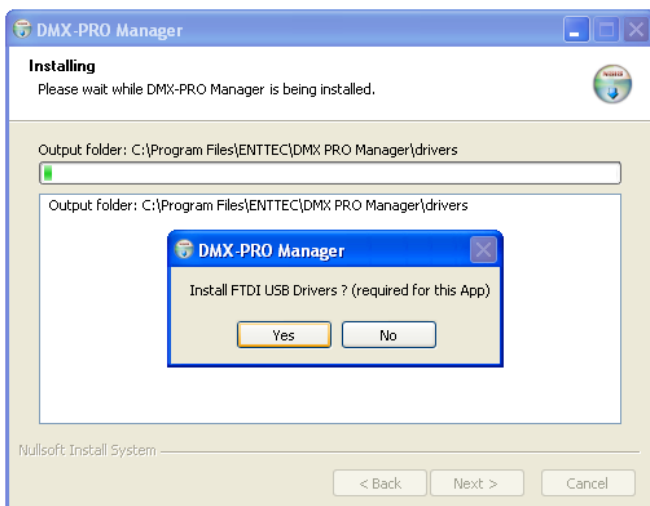 DMX-PRO Manager
Installing
Please wait while DMX-PRO Manager is being installed.
Output folder: C:\Program Files\ENTTEC\DMX PRO Manager\drivers
Output folder: C:\Program Files\ENTTEC\DMX PRO Manager\drivers
DMX-PRO Manager
Install FTDI USB Drivers ? (required for this App)
Yes No
Nullsoft Install System
< Back Next > Cancel